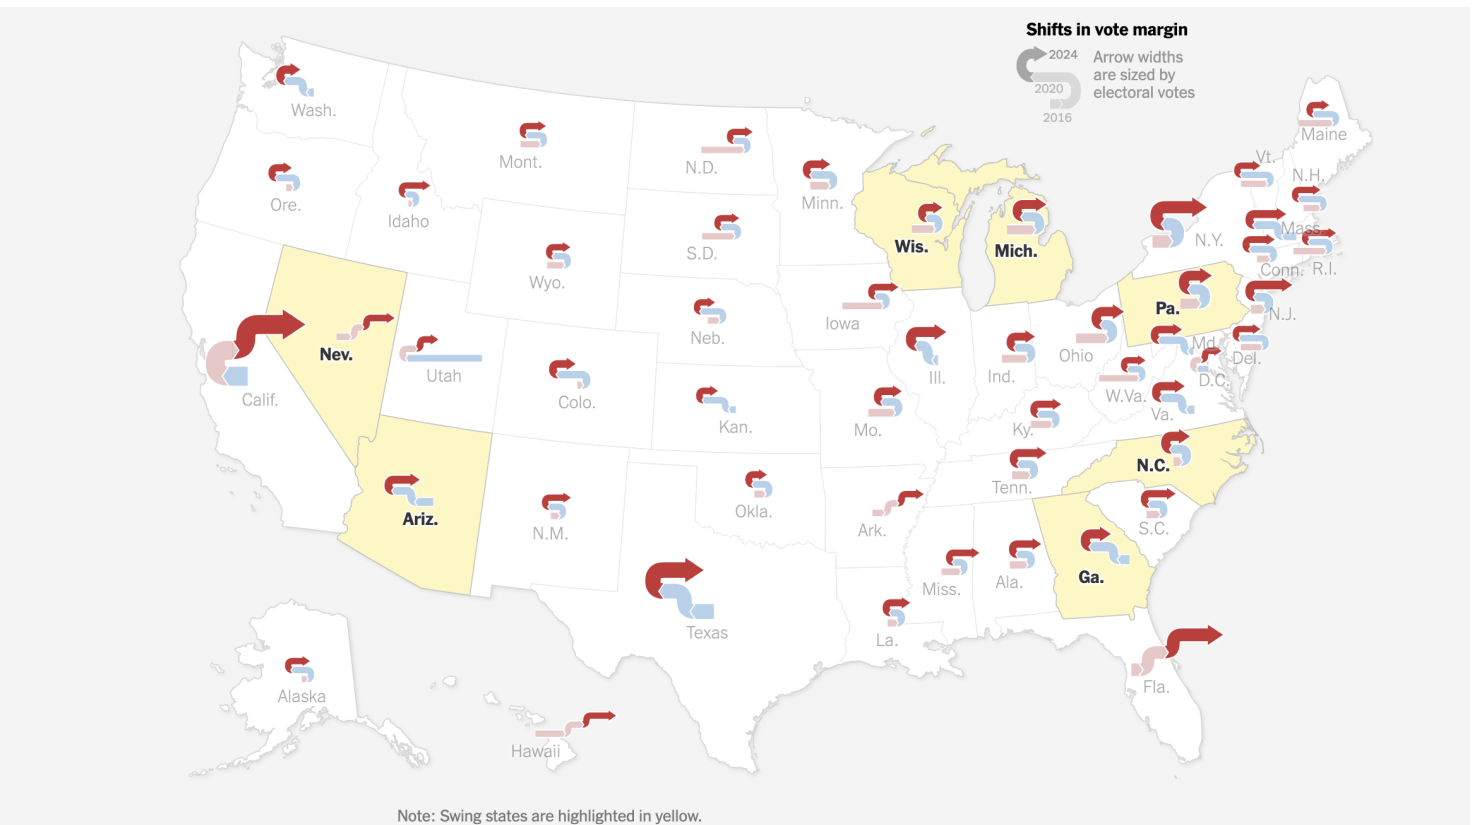 Shifts in vote margin
2024
2020
2016
Arrow widths
are sized by
electoral votes
Wash.
Mont.
N.D.
Minn.
Maine
Vt.
N.H.
Ore.
Idaho
S.D.
Wis.
Mich.
N.Y.
Mass.
Conn.
R.I.
Wyo.
Nev.
Utah
Iowa
Pa.
N.J.
Calif.
Colo.
Neb.
Ill.
Ind.
Ohio
Md.
Del.
D.C.
W.Va.
Va.
Kan.
Mo.
Ky.
N.C.
Ariz.
N.M.
Okla.
Ark.
Tenn.
S.C.
Texas
La.
Miss.
Ala.
Ga.
Fla.
Alaska
Hawaii
Note: Swing states are highlighted in yellow.